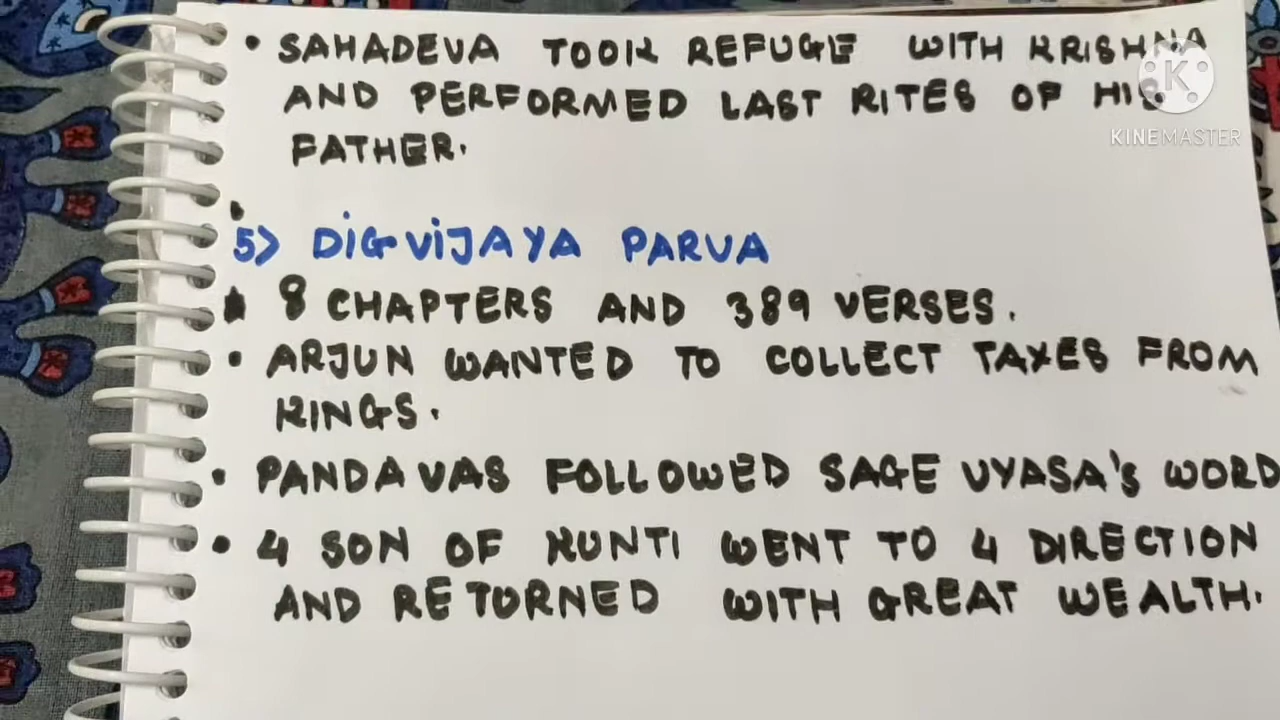 • SAHADEVA TOOK REFUGE WITH KRISHNA
AND PERFORMED LAST RITES OF HIS
FATHER.
5) DiGViJAYA PARVA
• 8 CHAPTERS AND 389 VERSES.
• ARJUN WANTED TO COLLECT TAXES FROM
KINGS.
• PANDAVAS FOLLOWED SAGE VYASA's WORD
• 4 SON OF KUNTI WENT TO 4 DIRECTION
AND RETORNED WITH GREAT WEALTH.
K
KINEMASTER